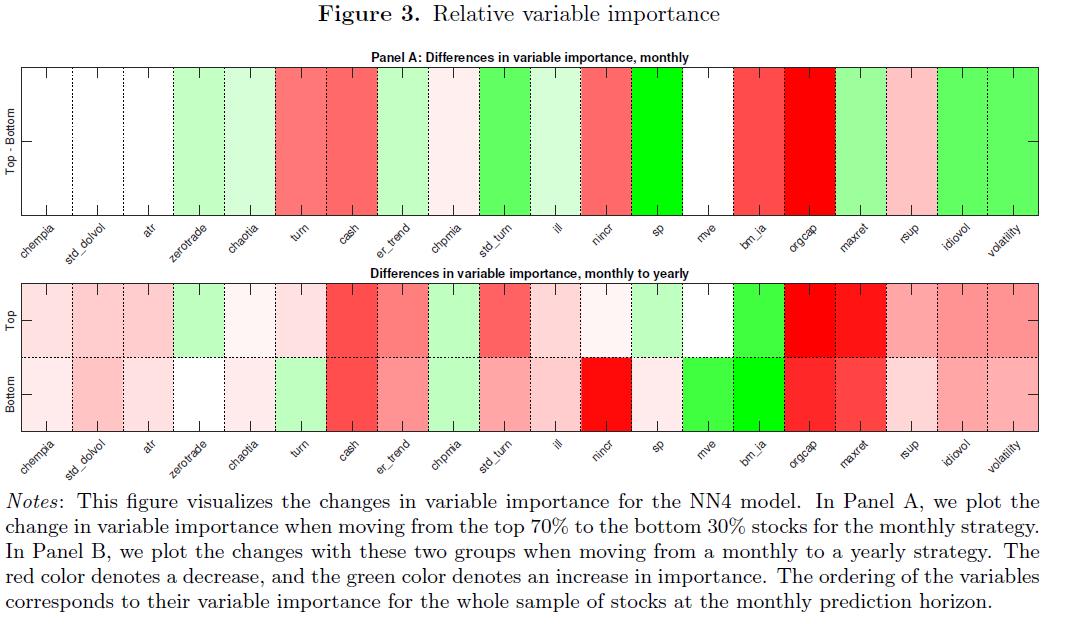 Figure 3. Relative variable importance
Panel A: Differences in variable importance, monthly
Top - Bottom
chempia std_dolvol atr zerotrade chaotia turn cash er_trend chpmia std_turn ill nincr sp mve bm_ia orgcap maxret rsup idiovol volatility
Differences in variable importance, monthly to yearly
Top
Bottom
chempia std_dolvol atr zerotrade chaotia turn cash er_trend chpmia std_turn ill nincr sp mve bm_ia orgcap maxret rsup idiovol volatility
Notes: This figure visualizes the changes in variable importance for the NN4 model. In Panel A, we plot the
change in variable importance when moving from the top 70% to the bottom 30% stocks for the monthly strategy.
In Panel B, we plot the changes with these two groups when moving from a monthly to a yearly strategy. The
red color denotes a decrease, and the green color denotes an increase in importance. The ordering of the variables
corresponds to their variable importance for the whole sample of stocks at the monthly prediction horizon.